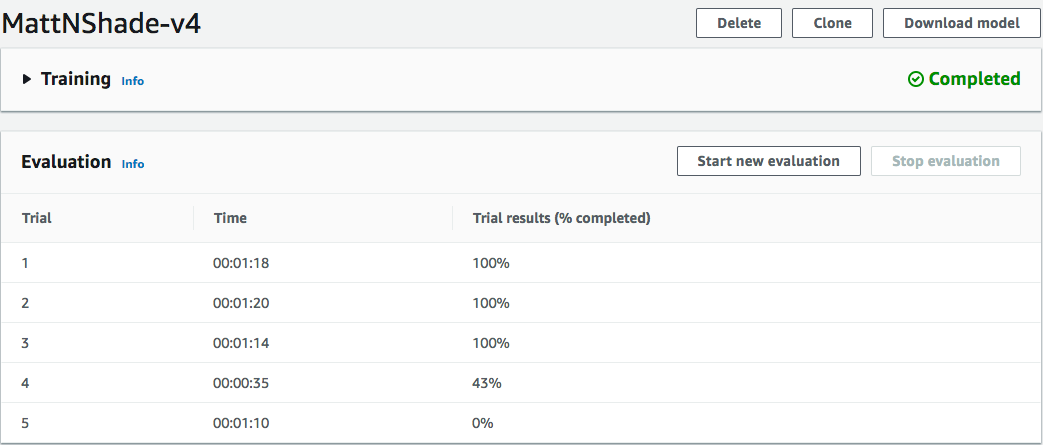 MattNShade-v4 Delete Clone Download model
Training Info Completed
Evaluation Info Start new evaluation Stop evaluation
Trial Time Trial results (% completed)
1 00:01:18 100%
2 00:01:20 100%
3 00:01:14 100%
4 00:00:35 43%
5 00:01:10 0%